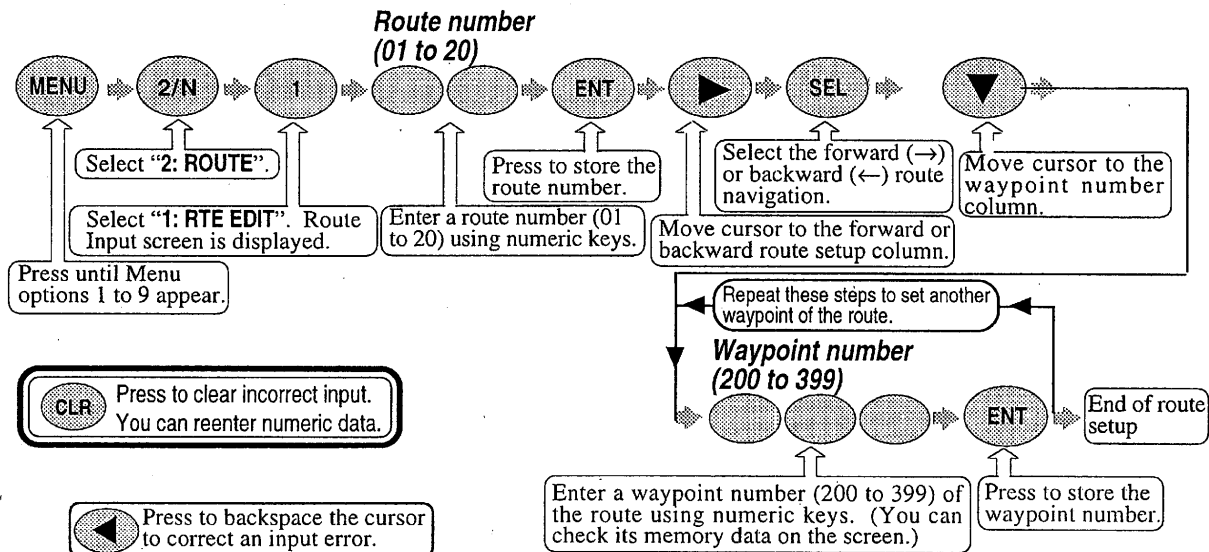 Route number
(01 to 20)
MENU 2/N 1 ENT ▶ SEL ▼
Select “2: ROUTE”.
Press to store the
route number.
Select the forward (→)
or backward (←) route
navigation.
Move cursor to the
waypoint number
column.
Select “1: RTE EDIT”. Route
Input screen is displayed.
Enter a route number (01
to 20) using numeric keys.
Move cursor to the forward or
backward route setup column.
Press until Menu
options 1 to 9 appear.
Repeat these steps to set another
waypoint of the route.
Waypoint number
(200 to 399)
CLR
Press to clear incorrect input.
You can reenter numeric data.
ENT
End of route
setup
Enter a waypoint number (200 to 399) of
the route using numeric keys. (You can
check its memory data on the screen.)
Press to store the
waypoint number.
◀
Press to backspace the cursor
to correct an input error.